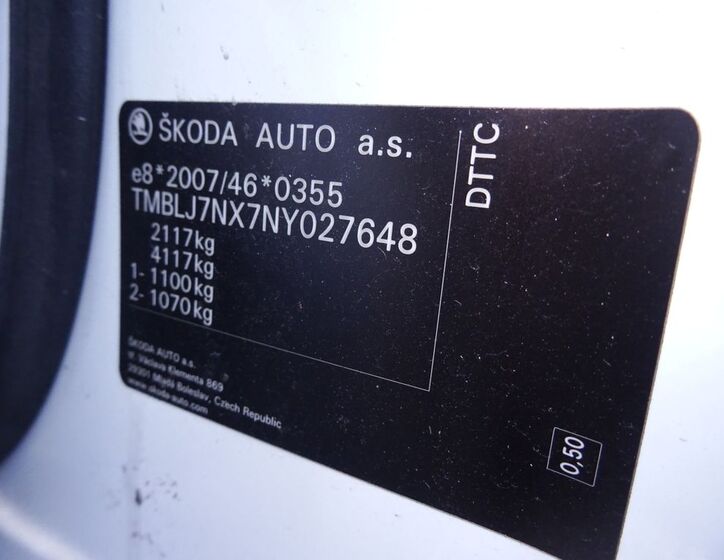 ŠKODA AUTO a.s.
e8*2007/46*0355
TMBLJ7NX7NY027648
2117kg
4117kg
1- 1100kg
2- 1070kg
ŠKODA AUTO a.s.
tř. Václava Klementa 869
29301 Mladá Boleslav, Czech Republic
www.skoda-auto.com
DTTC
0,50